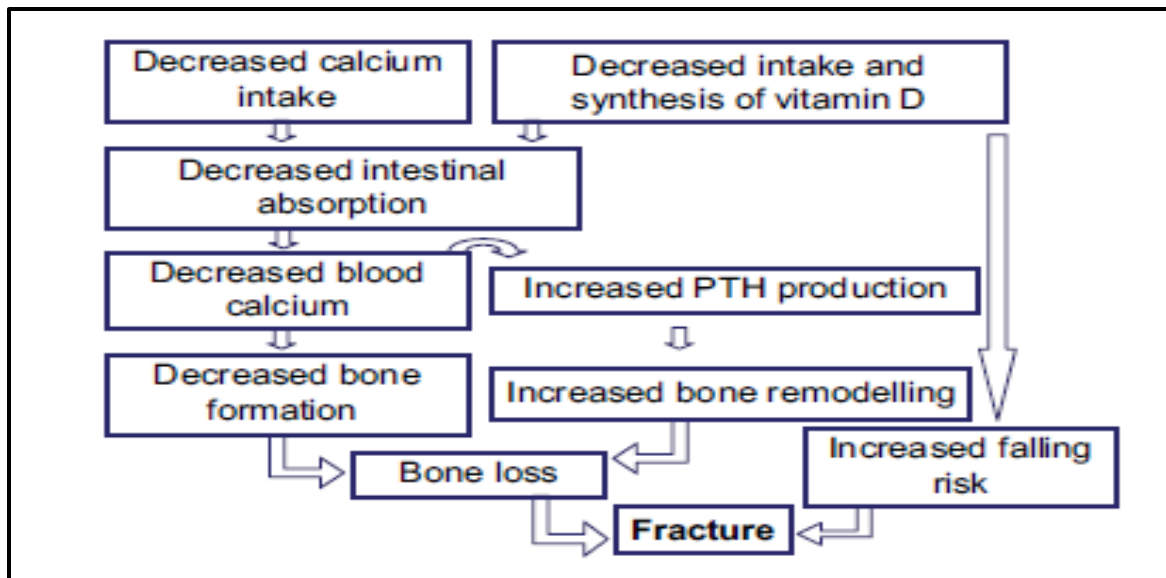 Decreased calcium
intake
Decreased intake and
synthesis of vitamin D
Decreased intestinal
absorption
Decreased blood
calcium
Increased PTH production
Decreased bone
formation
Increased bone remodelling
Increased falling
risk
Bone loss
Fracture